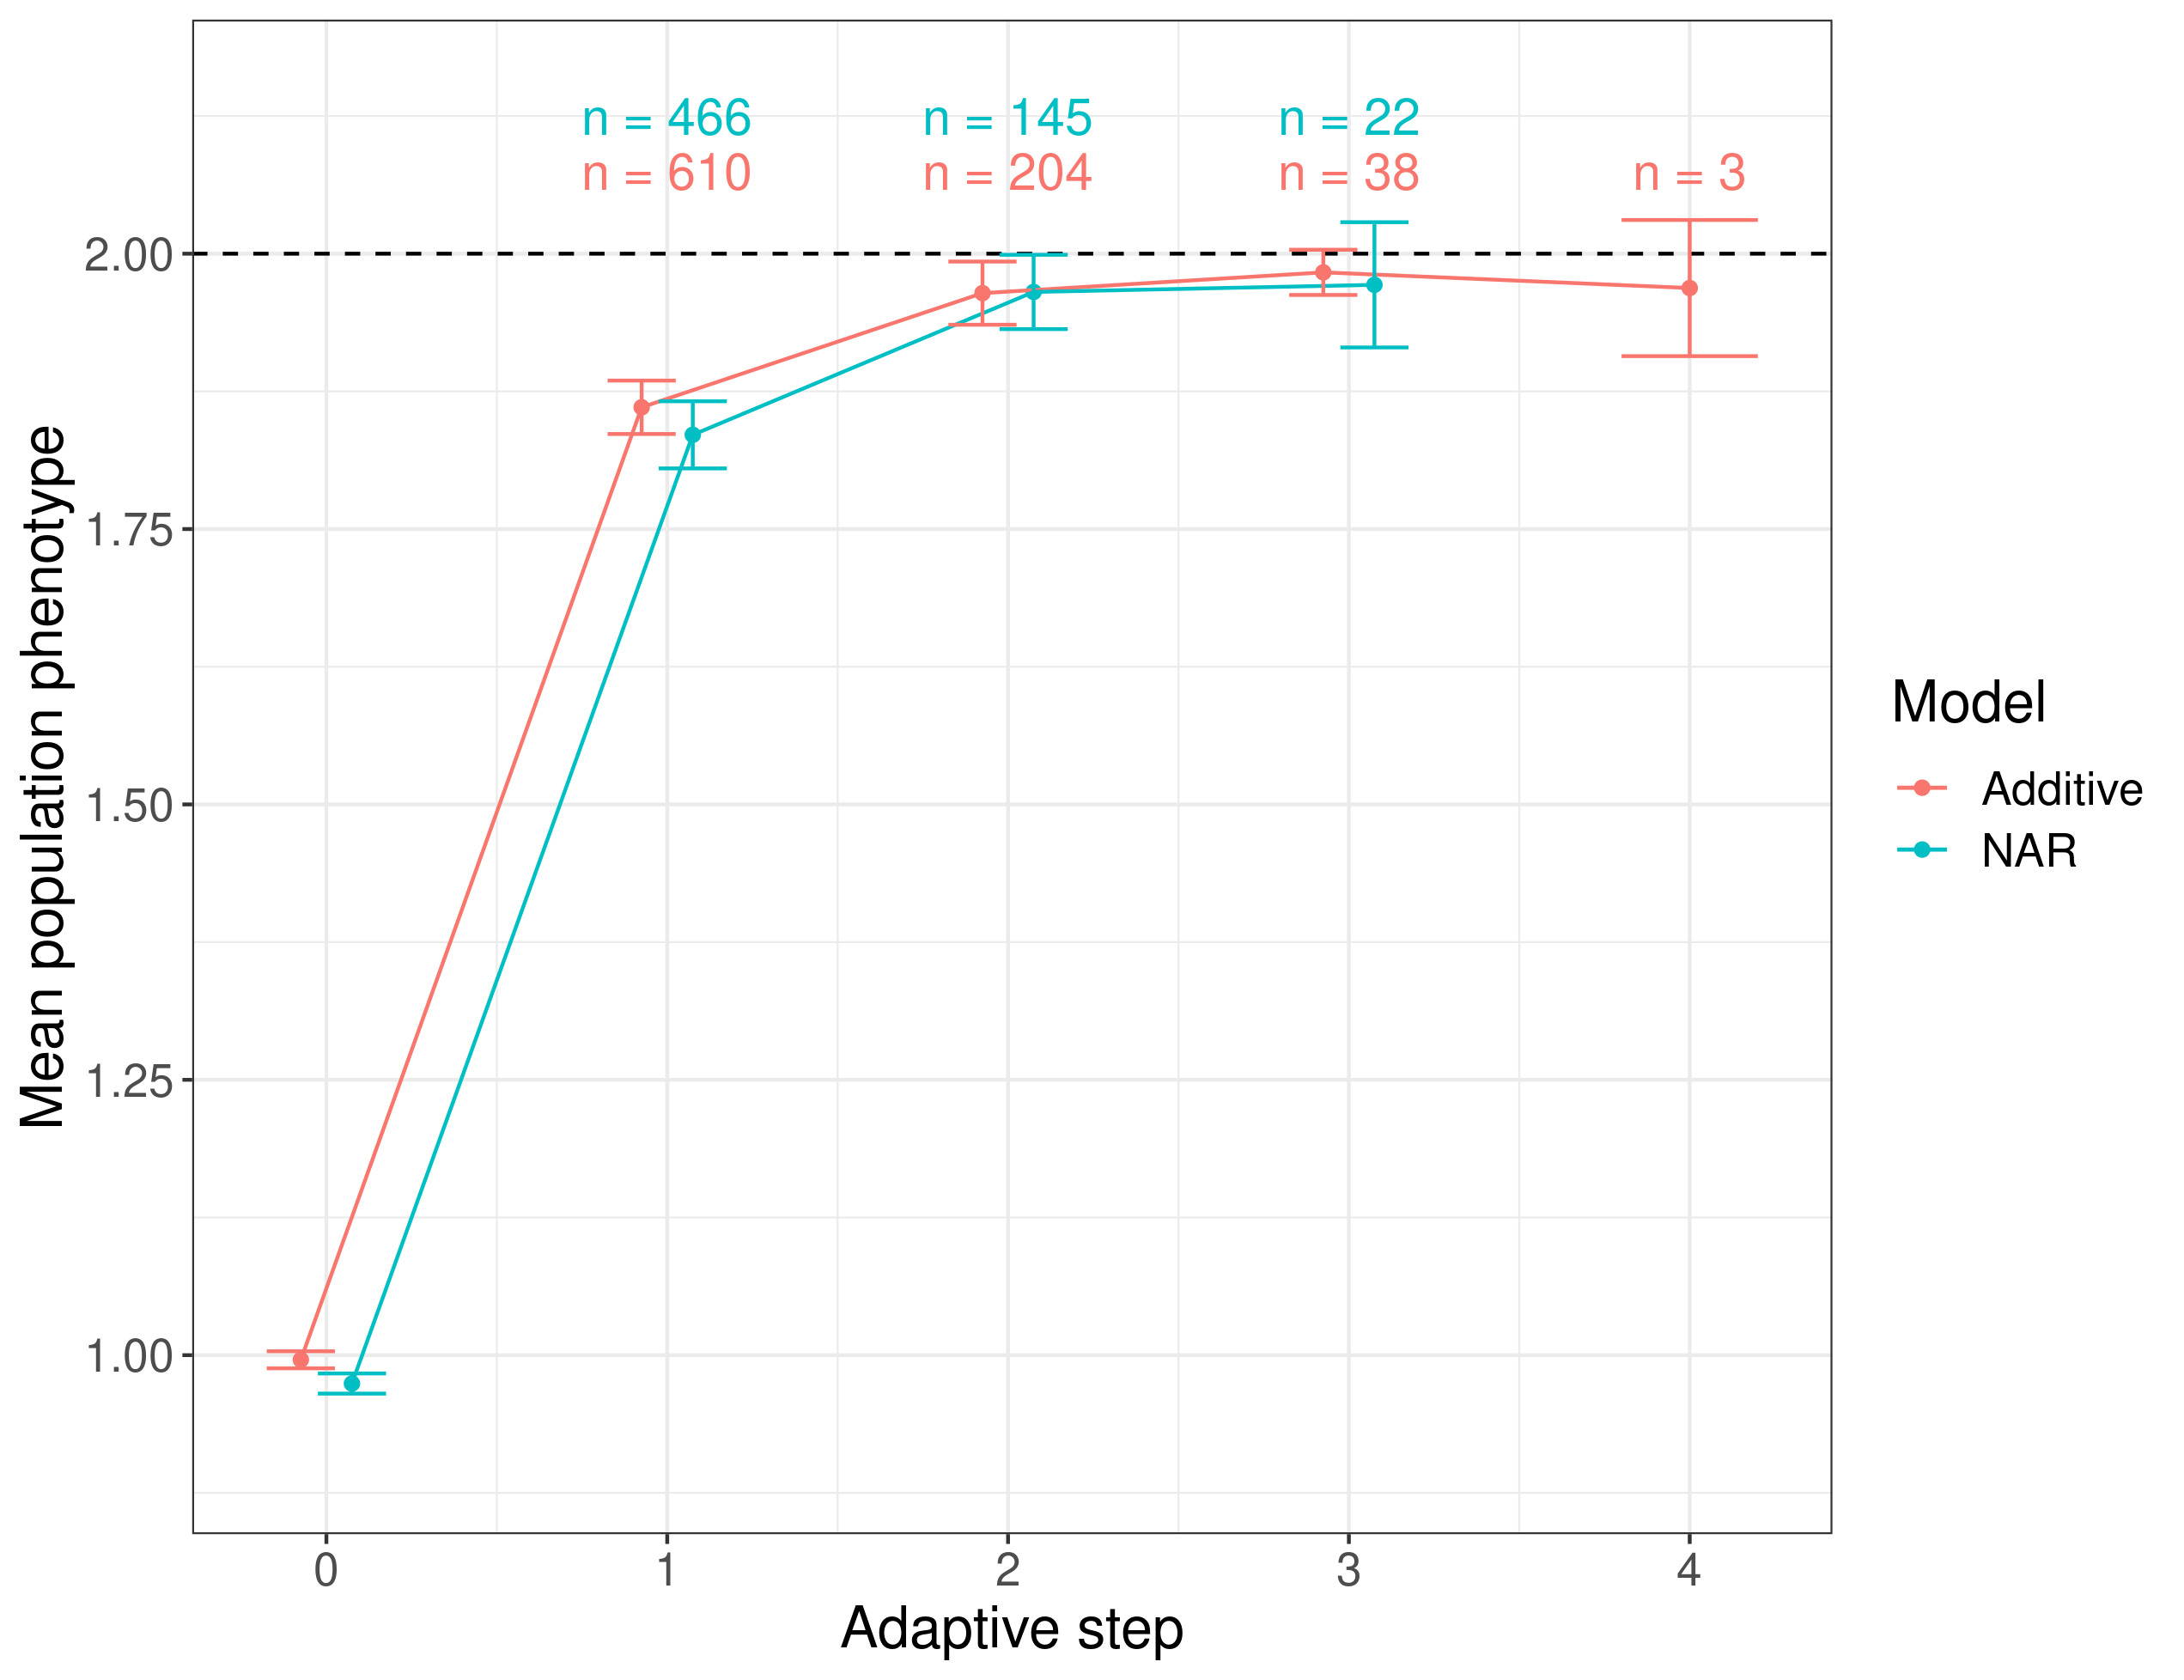 n = 466
n = 145
n = 22
n = 610
n = 204
n = 38
n = 3
2.00
1.75
1.50
1.25
1.00
Mean population phenotype
0
1
2
3
4
Adaptive step
Model
Additive
NAR